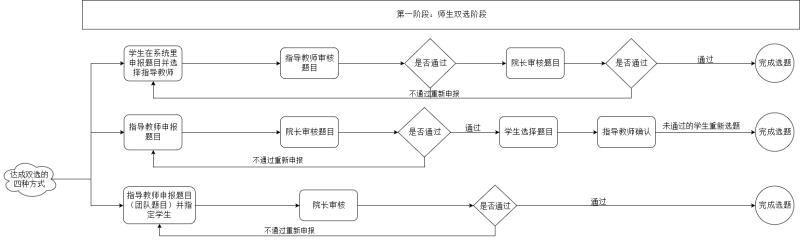 第一阶段：师生双选阶段
学生在系统里
申报题目并选
择指导教师
指导教师审核
题目
是否通过
院长审核题目
是否通过
通过
完成选题
不通过重新申报
指导教师申报
题目
院长审核题目
是否通过
通过
学生选择题目
指导教师确认
未通过的学生重新选题
完成选题
不通过重新申报
达成双选的
四种方式
指导教师申报题目
（团队题目）并指
定学生
院长审核
是否通过
通过
完成选题
不通过重新申报